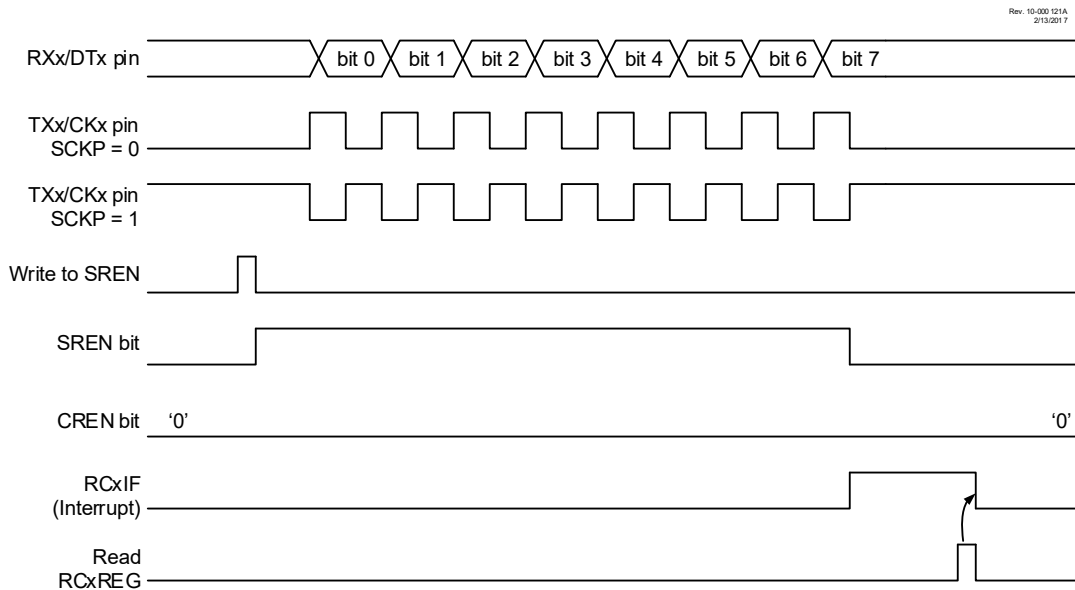 Rev. 10-000 121A
2/13/2017
RXx/DTx pin
bit 0 bit 1 bit 2 bit 3 bit 4 bit 5 bit 6 bit 7
TXx/CKx pin
SCKP = 0
TXx/CKx pin
SCKP = 1
Write to SREN
SREN bit
CREN bit ‘0’ ‘0’
RCxIF
(Interrupt)
Read
RCxREG